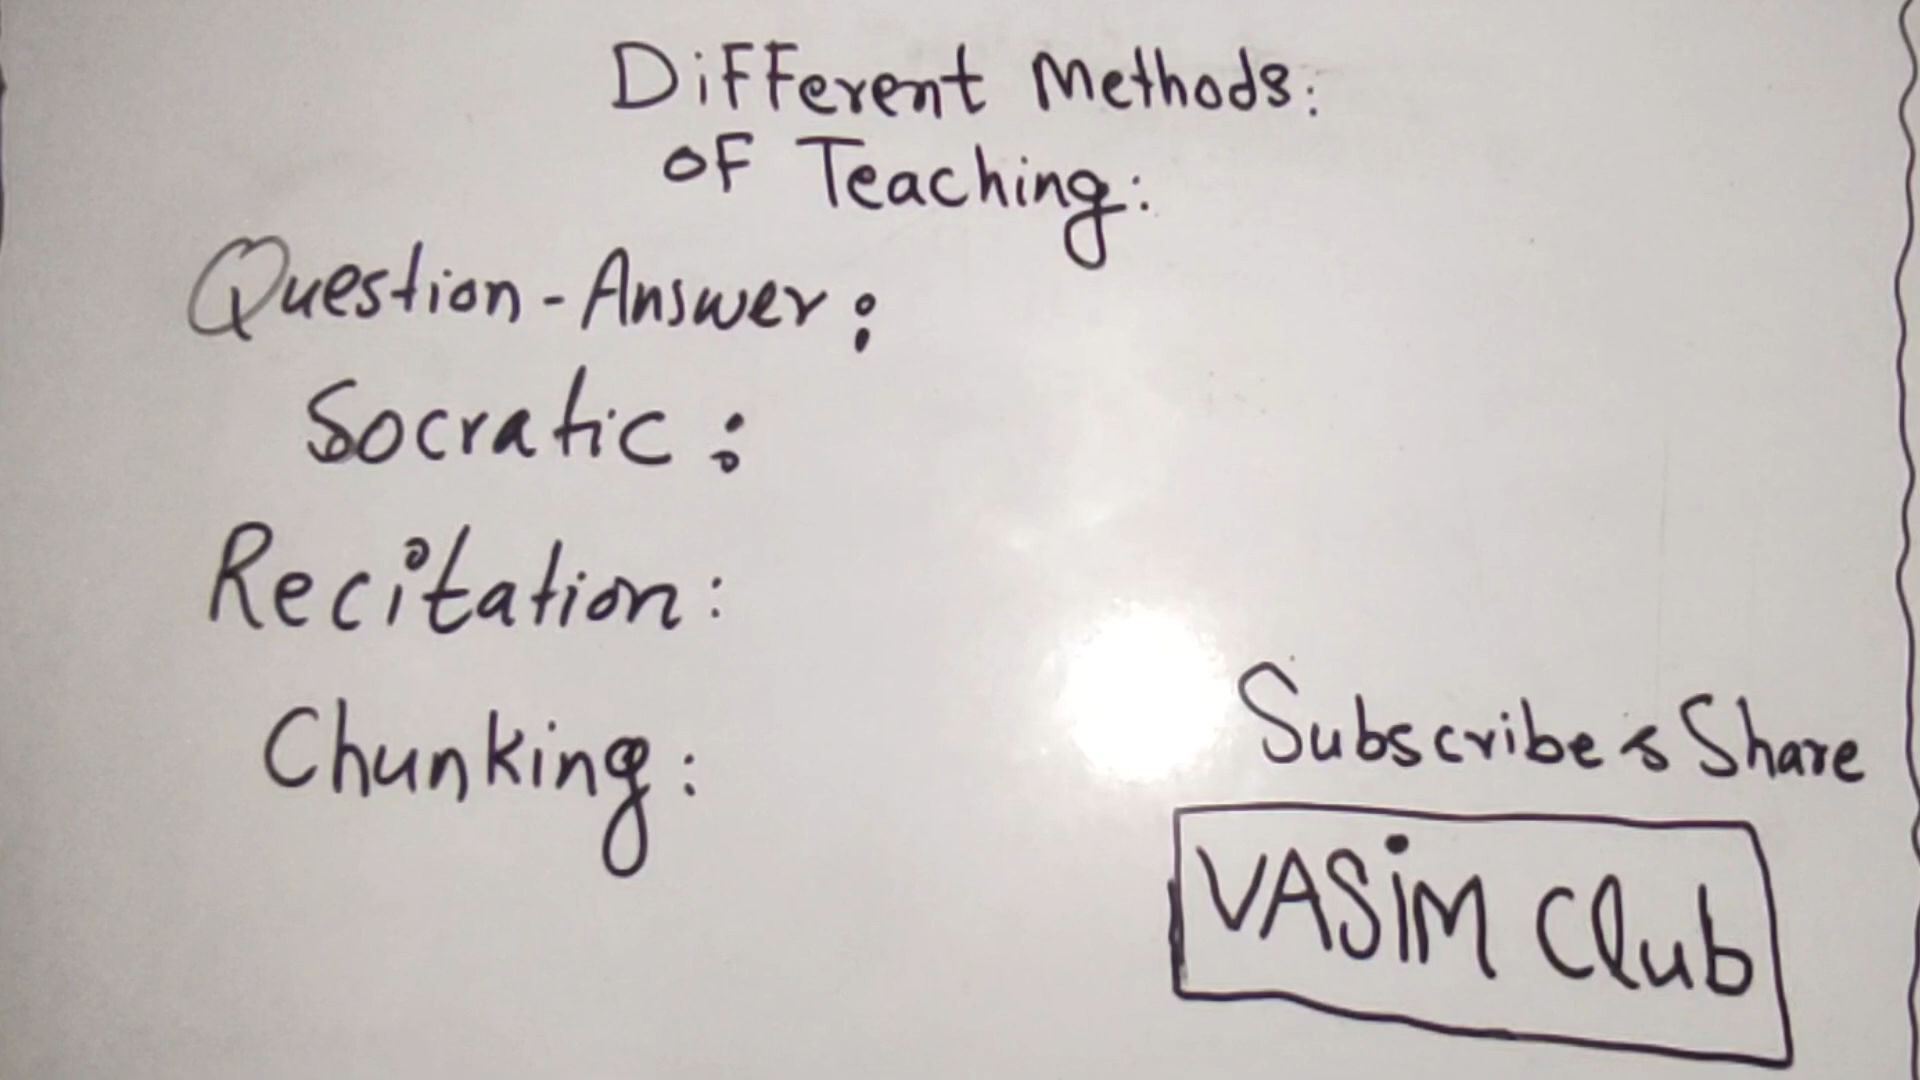 Different Methods:
of Teaching:
Question-Answer:
Socratic:
Recitation:
Chunking:
Subscribe & Share
VASiM Club